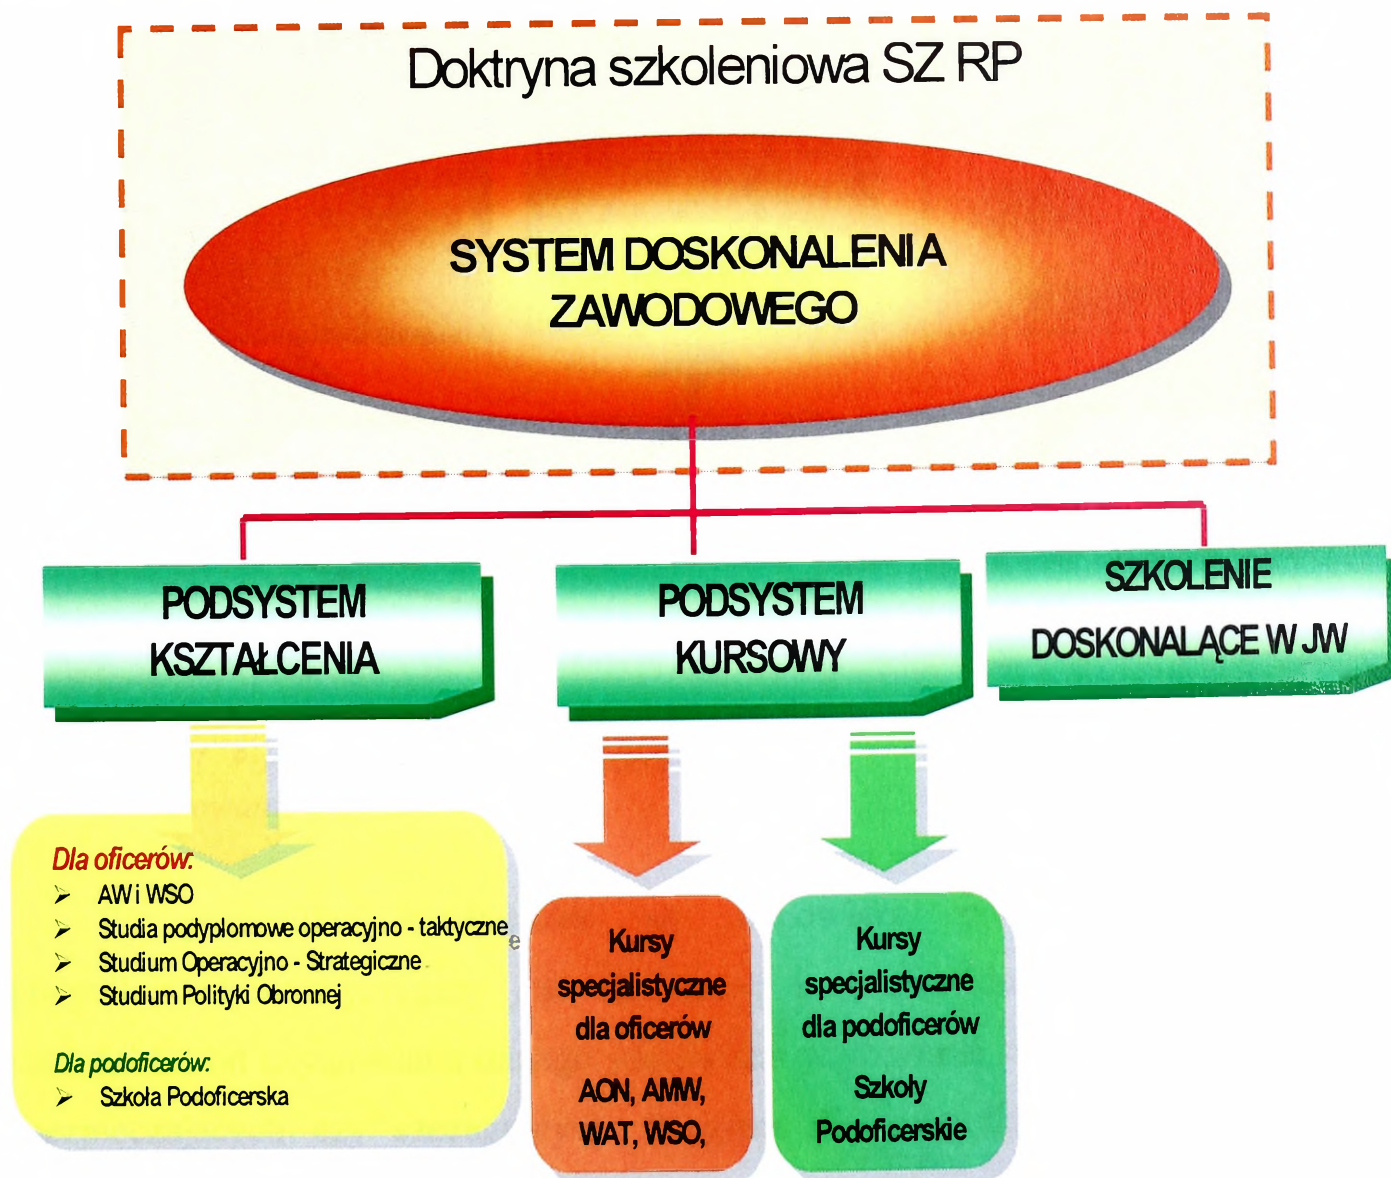 Doktryna szkoleniowa SZ RP
SYSTEM DOSKONALENIA
ZAWODOWEGO
PODSYSTEM
KSZTAŁCENIA
PODSYSTEM
KURSOWY
SZKOLENIE
DOSKONALĄCE W JW
Dla oficerów:
➢ AW i WSO
➢ Studia podyplomowe operacyjno - taktyczne
e
➢ Studium Operacyjno - Strategiczne
➢ Studium Polityki Obronnej
Dla podoficerów:
➢ Szkoła Podoficerska
Kursy
specjalistyczne
dla oficerów
AON, AMW,
WAT, WSO,
Kursy
specjalistyczne
dla podoficerów
Szkoły
Podoficerskie